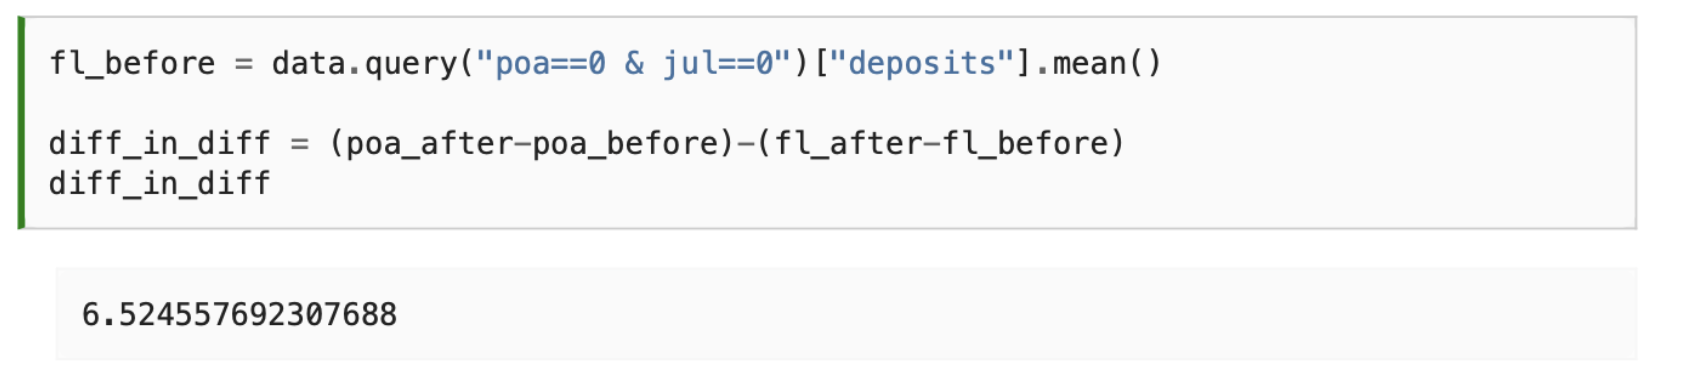 fl_before = data.query("poa==0 & jul==0")["deposits"].mean()
diff_in_diff = (poa_after-poa_before)-(fl_after-fl_before)
diff_in_diff
6.524557692307688